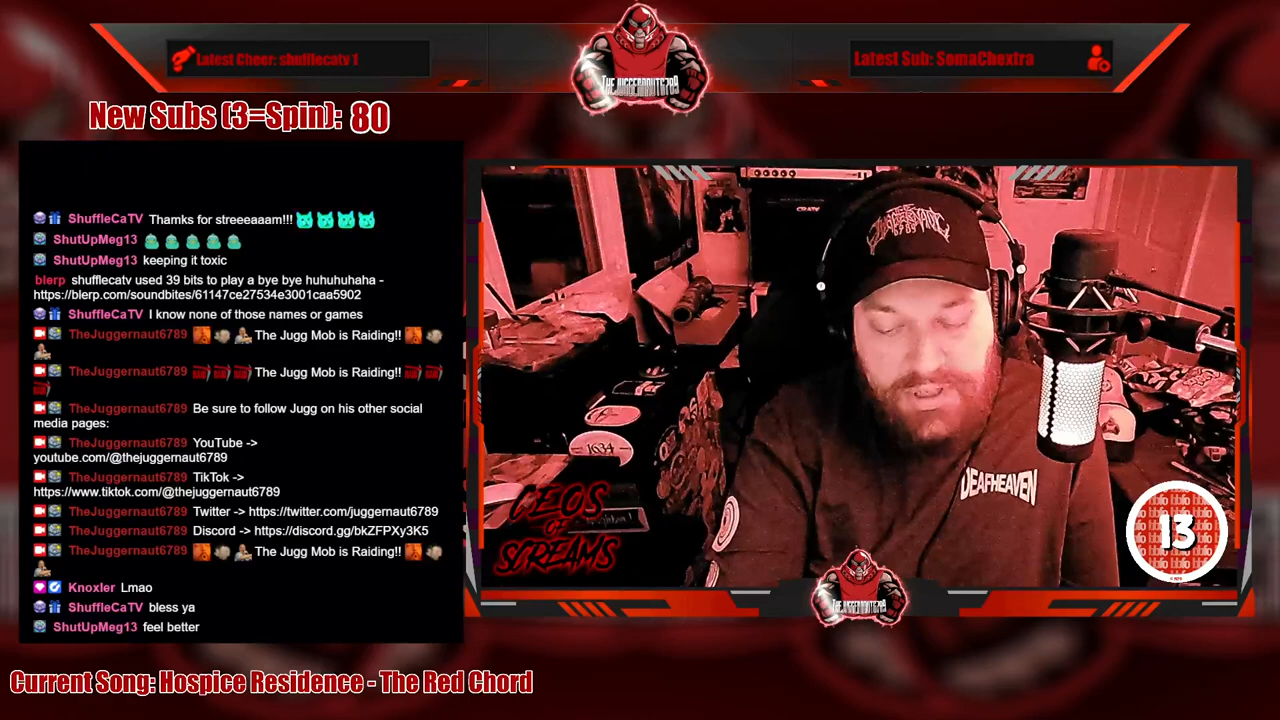 Latest Cheer: shufflecatv 1
THEJUGGERNAUT6789
Latest Sub: SomaChextra
New Subs (3=Spin): 80
ShuffleCaTV Thamks for streeeaaam!!!
ShutUpMeg13
ShutUpMeg13 keeping it toxic
blerp shufflecatv used 39 bits to play a bye bye huhuhuhaha -
https://blerp.com/soundbites/61147ce27534e3001caa5902
ShuffleCaTV I know none of those names or games
TheJuggernaut6789 The Jugg Mob is Raiding!!
TheJuggernaut6789 The Jugg Mob is Raiding!!
TheJuggernaut6789 Be sure to follow Jugg on his other social
media pages:
TheJuggernaut6789 YouTube ->
youtube.com/@thejuggernaut6789
TheJuggernaut6789 TikTok ->
https://www.tiktok.com/@thejuggernaut6789
TheJuggernaut6789 Twitter -> https://twitter.com/juggernaut6789
TheJuggernaut6789 Discord -> https://discord.gg/bkZFPXy3K5
TheJuggernaut6789 The Jugg Mob is Raiding!!
Knoxler Lmao
ShuffleCaTV bless ya
ShutUpMeg13 feel better
DEAFHEAVEN
1634
CEOS
OF
SCREAMS
13
THEJUGGERNAUT6789
Current Song: Hospice Residence - The Red Chord